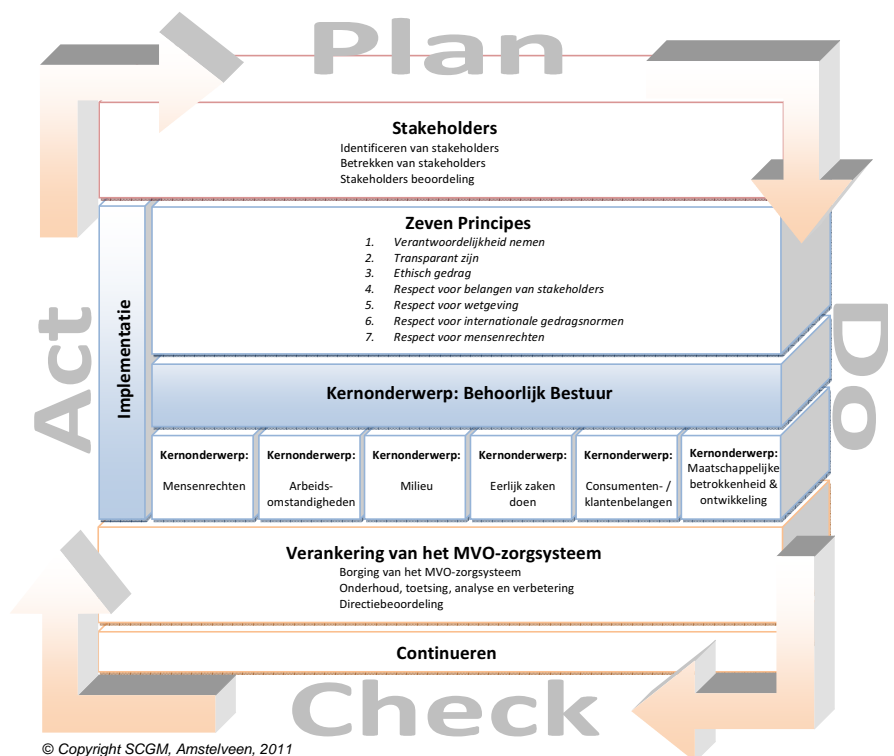 Plan
Stakeholders
Identificeren van stakeholders
Betrekken van stakeholders
Stakeholders beoordeling
Zeven Principes
1. Verantwoordelijkheid nemen
2. Transparant zijn
3. Ethisch gedrag
4. Respect voor belangen van stakeholders
5. Respect voor wetgeving
6. Respect voor internationale gedragsnormen
7. Respect voor mensenrechten
Implementatie
Act
Do
Kernonderwerp: Behoorlijk Bestuur
Kernonderwerp:
Mensenrechten
Kernonderwerp:
Arbeids-
omstandigheden
Kernonderwerp:
Milieu
Kernonderwerp:
Eerlijk zaken
doen
Kernonderwerp:
Consumenten- /
klantenbelangen
Kernonderwerp:
Maatschappelijke
betrokkenheid &
ontwikkeling
Verankering van het MVO-zorgsysteem
Borging van het MVO-zorgsysteem
Onderhoud, toetsing, analyse en verbetering
Directiebeoordeling
Continueren
Check
© Copyright SCGM, Amstelveen, 2011